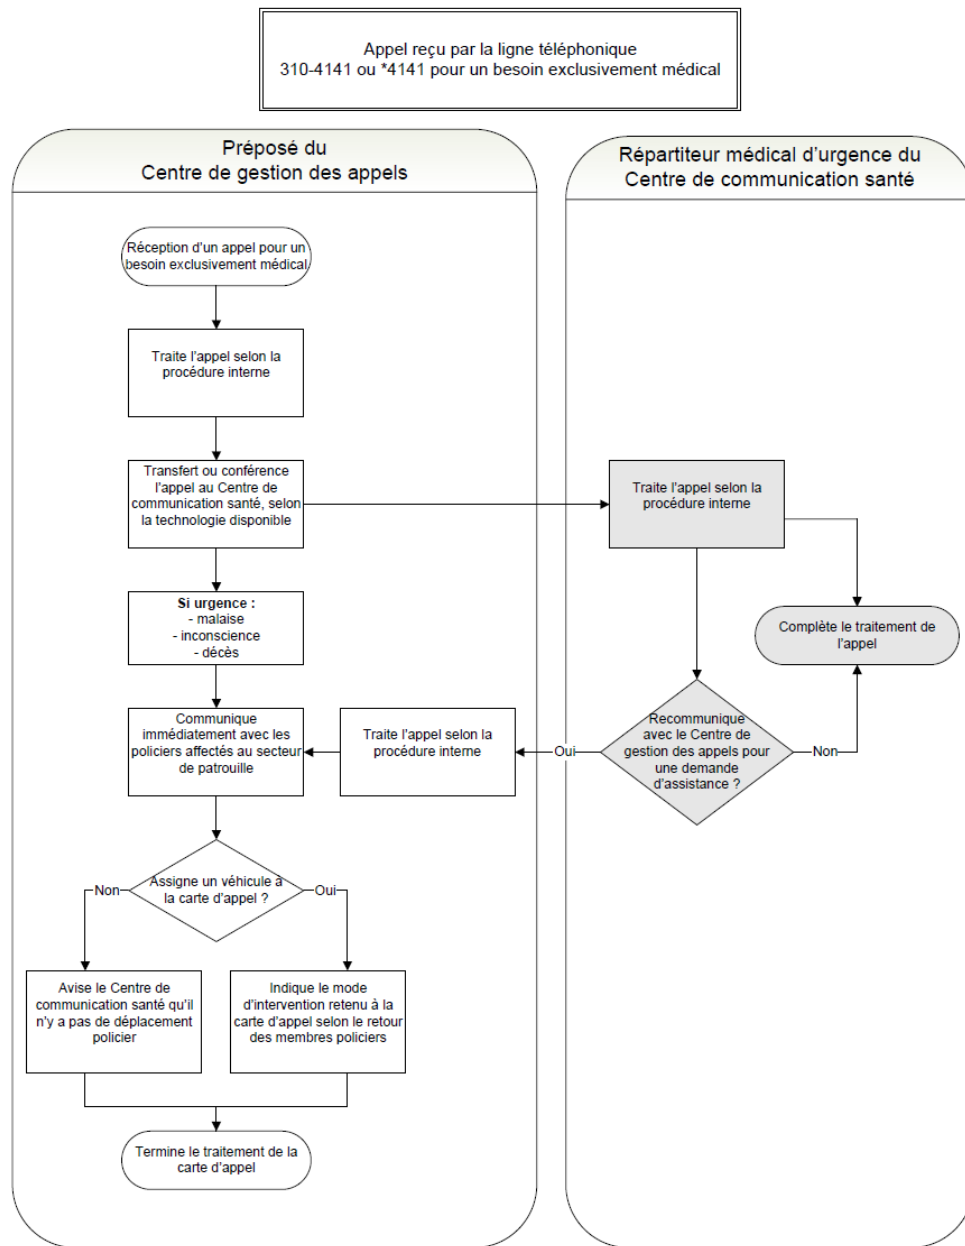 Appel reçu par la ligne téléphonique
310-4141 ou *4141 pour un besoin exclusivement médical
Préposé du
Centre de gestion des appels
Répartiteur médical d'urgence du
Centre de communication santé
Réception d'un appel pour un
besoin exclusivement médical
Traite l'appel selon la
procédure interne
Transfert ou conférence
l'appel au Centre de
communication santé, selon
la technologie disponible
Traite l'appel selon la
procédure interne
Si urgence :
- malaise
- inconscience
- décès
Complète le traitement de
l'appel
Communique
immédiatement avec les
policiers affectés au secteur
de patrouille
Traite l'appel selon la
procédure interne
Oui
Recommunique
avec le Centre de
gestion des appels pour
une demande
d'assistance ?
Non
Non
Assigne un véhicule à
la carte d'appel ?
Oui
Avise le Centre de
communication santé qu'il
n'y a pas de déplacement
policier
Indique le mode
d'intervention retenu à la
carte d'appel selon le retour
des membres policiers
Termine le traitement de la
carte d'appel